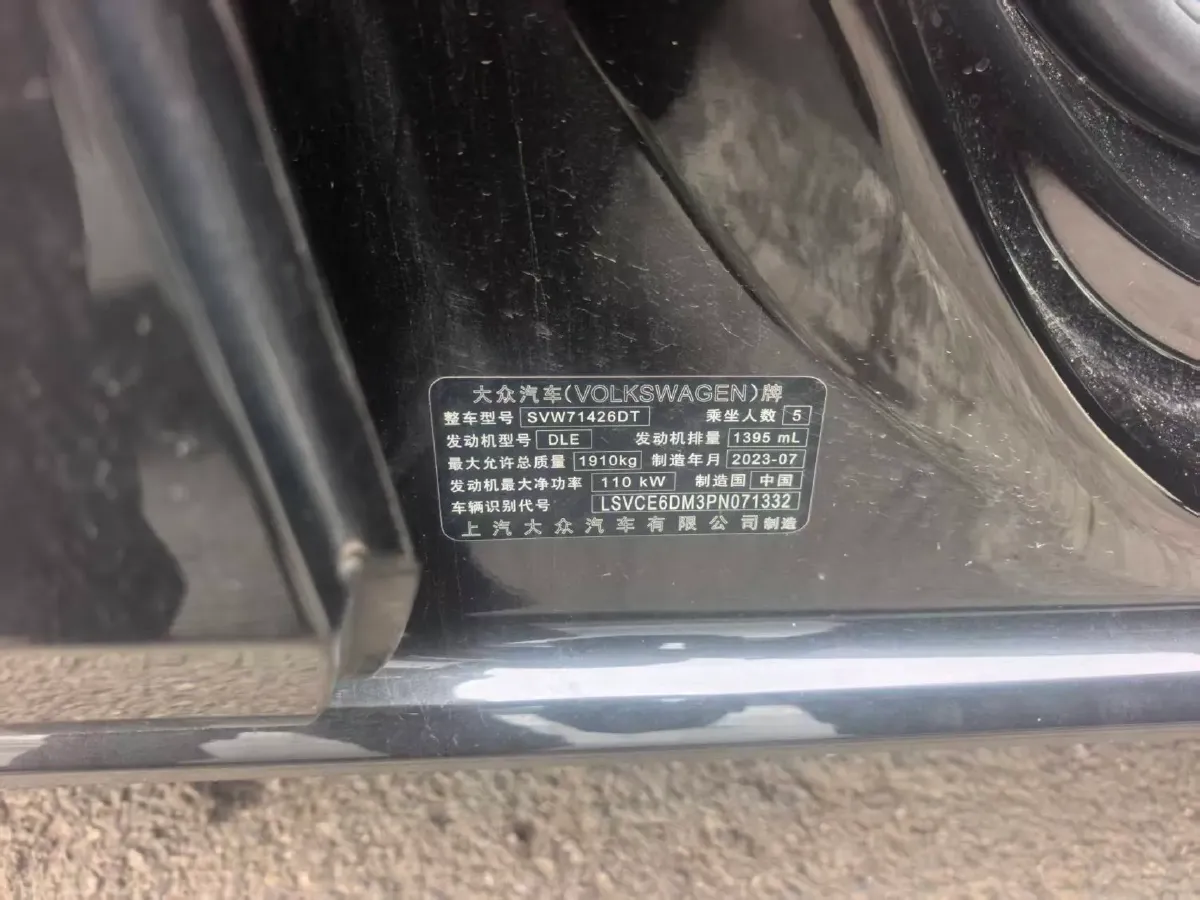 大众汽车(VOLKSWAGEN)牌
整车型号 SVW71426DT 乘坐人数 5
发动机型号 DLE 发动机排量 1395 mL
最大允许总质量 1910kg 制造年月 2023-07
发动机最大净功率 110 kW 制造国 中国
车辆识别代号 LSVCE6DM3PN071332
上汽大众汽车有限公司制造